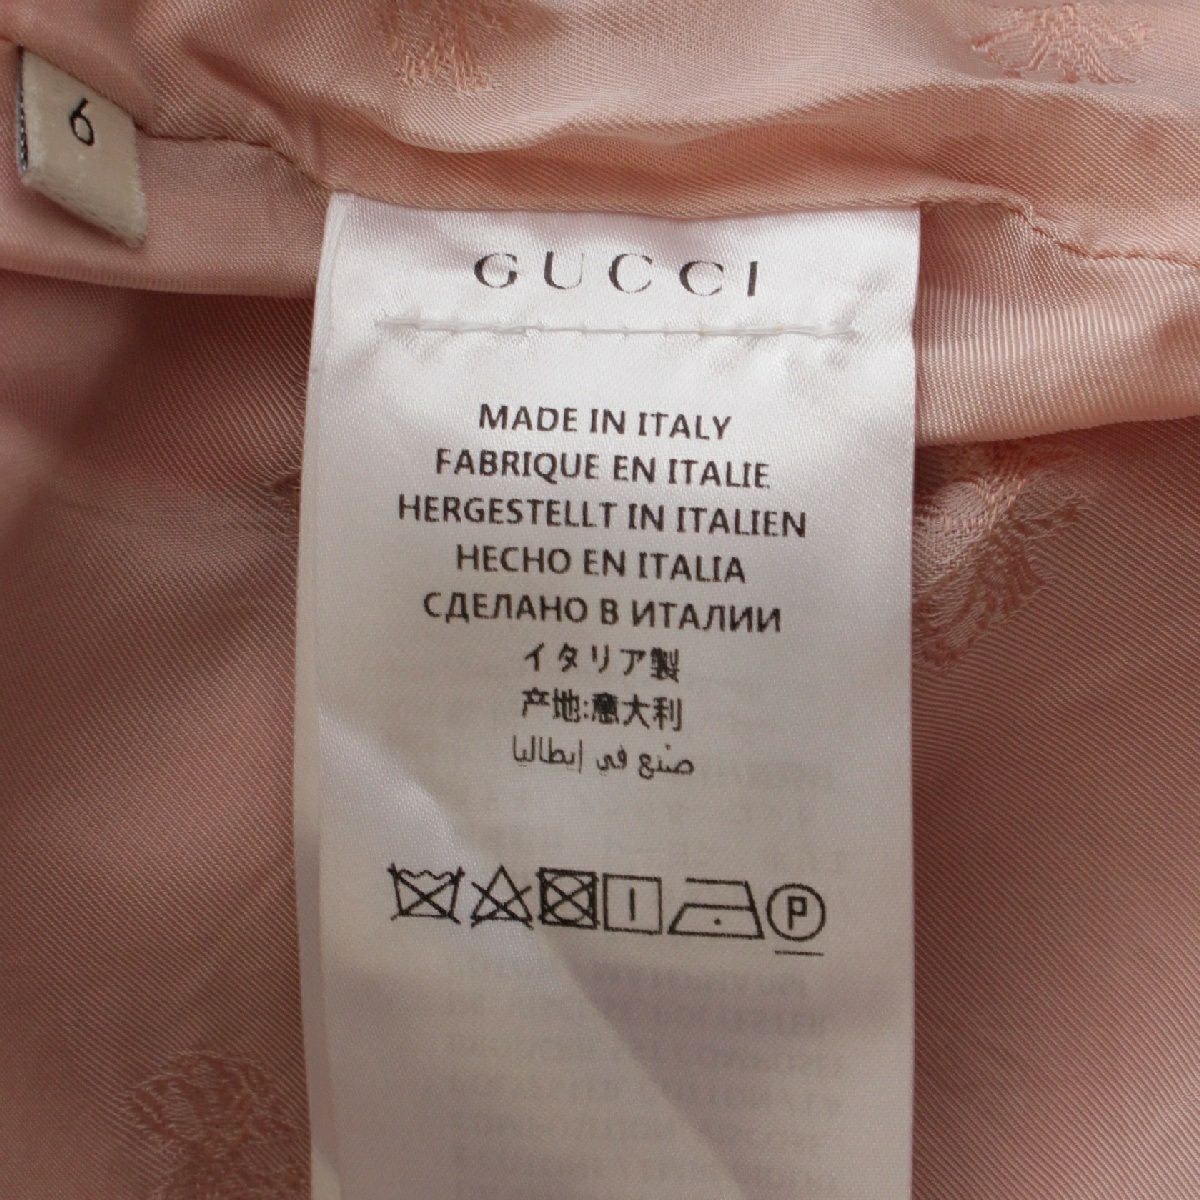 6
GUCCI
MADE IN ITALY
FABRIQUE EN ITALIE
HERGESTELLT IN ITALIEN
HECHO EN ITALIA
СДЕЛАНО В ИТАЛИИ
イタリア製
产地:意大利
صنع في إيطاليا
P